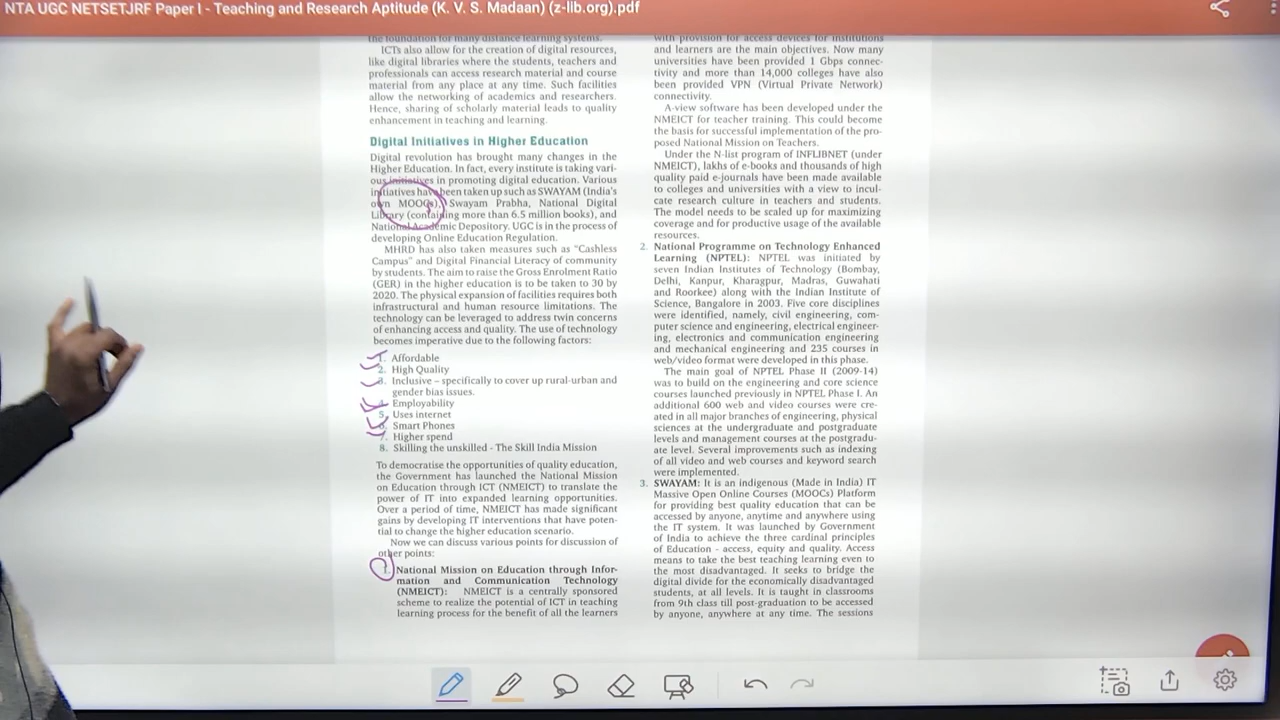 NTA UGC NETSETJRF Paper I - Teaching and Research Aptitude (K. V. S. Madaan) (z-lib.org).pdf
the foundation for many distance learning systems.
ICTs also allow for the creation of digital resources,
like digital libraries where the students, teachers and
professionals can access research material and course
material from any place at any time. Such facilities
allow the networking of academics and researchers.
Hence, sharing of scholarly material leads to quality
enhancement in teaching and learning.
Digital Initiatives in Higher Education
Digital revolution has brought many changes in the
Higher Education. In fact, every institute is taking vari-
ous initiatives in promoting digital education. Various
initiatives have been taken up such as SWAYAM (India's
own MOOCs), Swayam Prabha, National Digital
Library (containing more than 6.5 million books), and
National Academic Depository. UGC is in the process of
developing Online Education Regulation.
MHRD has also taken measures such as "Cashless
Campus" and Digital Financial Literacy of community
by students. The aim to raise the Gross Enrolment Ratio
(GER) in the higher education is to be taken to 30 by
2020. The physical expansion of facilities requires both
infrastructural and human resource limitations. The
technology can be leveraged to address twin concerns
of enhancing access and quality. The use of technology
becomes imperative due to the following factors:
1. Affordable
2. High Quality
3. Inclusive – specifically to cover up rural-urban and
gender bias issues.
4. Employability
5. Uses internet
6. Smart Phones
7. Higher spend
8. Skilling the unskilled - The Skill India Mission
To democratise the opportunities of quality education,
the Government has launched the National Mission
on Education through ICT (NMEICT) to translate the
power of IT into expanded learning opportunities.
Over a period of time, NMEICT has made significant
gains by developing IT interventions that have poten-
tial to change the higher education scenario.
Now we can discuss various points for discussion of
other points:
1. National Mission on Education through Infor-
mation and Communication Technology
(NMEICT): NMEICT is a centrally sponsored
scheme to realize the potential of ICT in teaching
learning process for the benefit of all the learners
with provision for access devices for institutions
and learners are the main objectives. Now many
universities have been provided 1 Gbps connec-
tivity and more than 14,000 colleges have also
been provided VPN (Virtual Private Network)
connectivity.
A-view software has been developed under the
NMEICT for teacher training. This could become
the basis for successful implementation of the pro-
posed National Mission on Teachers.
Under the N-list program of INFLIBNET (under
NMEICT), lakhs of e-books and thousands of high
quality paid e-journals have been made available
to colleges and universities with a view to incul-
cate research culture in teachers and students.
The model needs to be scaled up for maximizing
coverage and for productive usage of the available
resources.
2. National Programme on Technology Enhanced
Learning (NPTEL): NPTEL was initiated by
seven Indian Institutes of Technology (Bombay,
Delhi, Kanpur, Kharagpur, Madras, Guwahati
and Roorkee) along with the Indian Institute of
Science, Bangalore in 2003. Five core disciplines
were identified, namely, civil engineering, com-
puter science and engineering, electrical engineer-
ing, electronics and communication engineering
and mechanical engineering and 235 courses in
web/video format were developed in this phase.
The main goal of NPTEL Phase II (2009-14)
was to build on the engineering and core science
courses launched previously in NPTEL Phase I. An
additional 600 web and video courses were cre-
ated in all major branches of engineering, physical
sciences at the undergraduate and postgraduate
levels and management courses at the postgradu-
ate level. Several improvements such as indexing
of all video and web courses and keyword search
were implemented.
3. SWAYAM: It is an indigenous (Made in India) IT
Massive Open Online Courses (MOOCs) Platform
for providing best quality education that can be
accessed by anyone, anytime and anywhere using
the IT system. It was launched by Government
of India to achieve the three cardinal principles
of Education - access, equity and quality. Access
means to take the best teaching learning even to
the most disadvantaged. It seeks to bridge the
digital divide for the economically disadvantaged
students, at all levels. It is taught in classrooms
from 9th class till post-graduation to be accessed
by anyone, anywhere at any time. The sessions